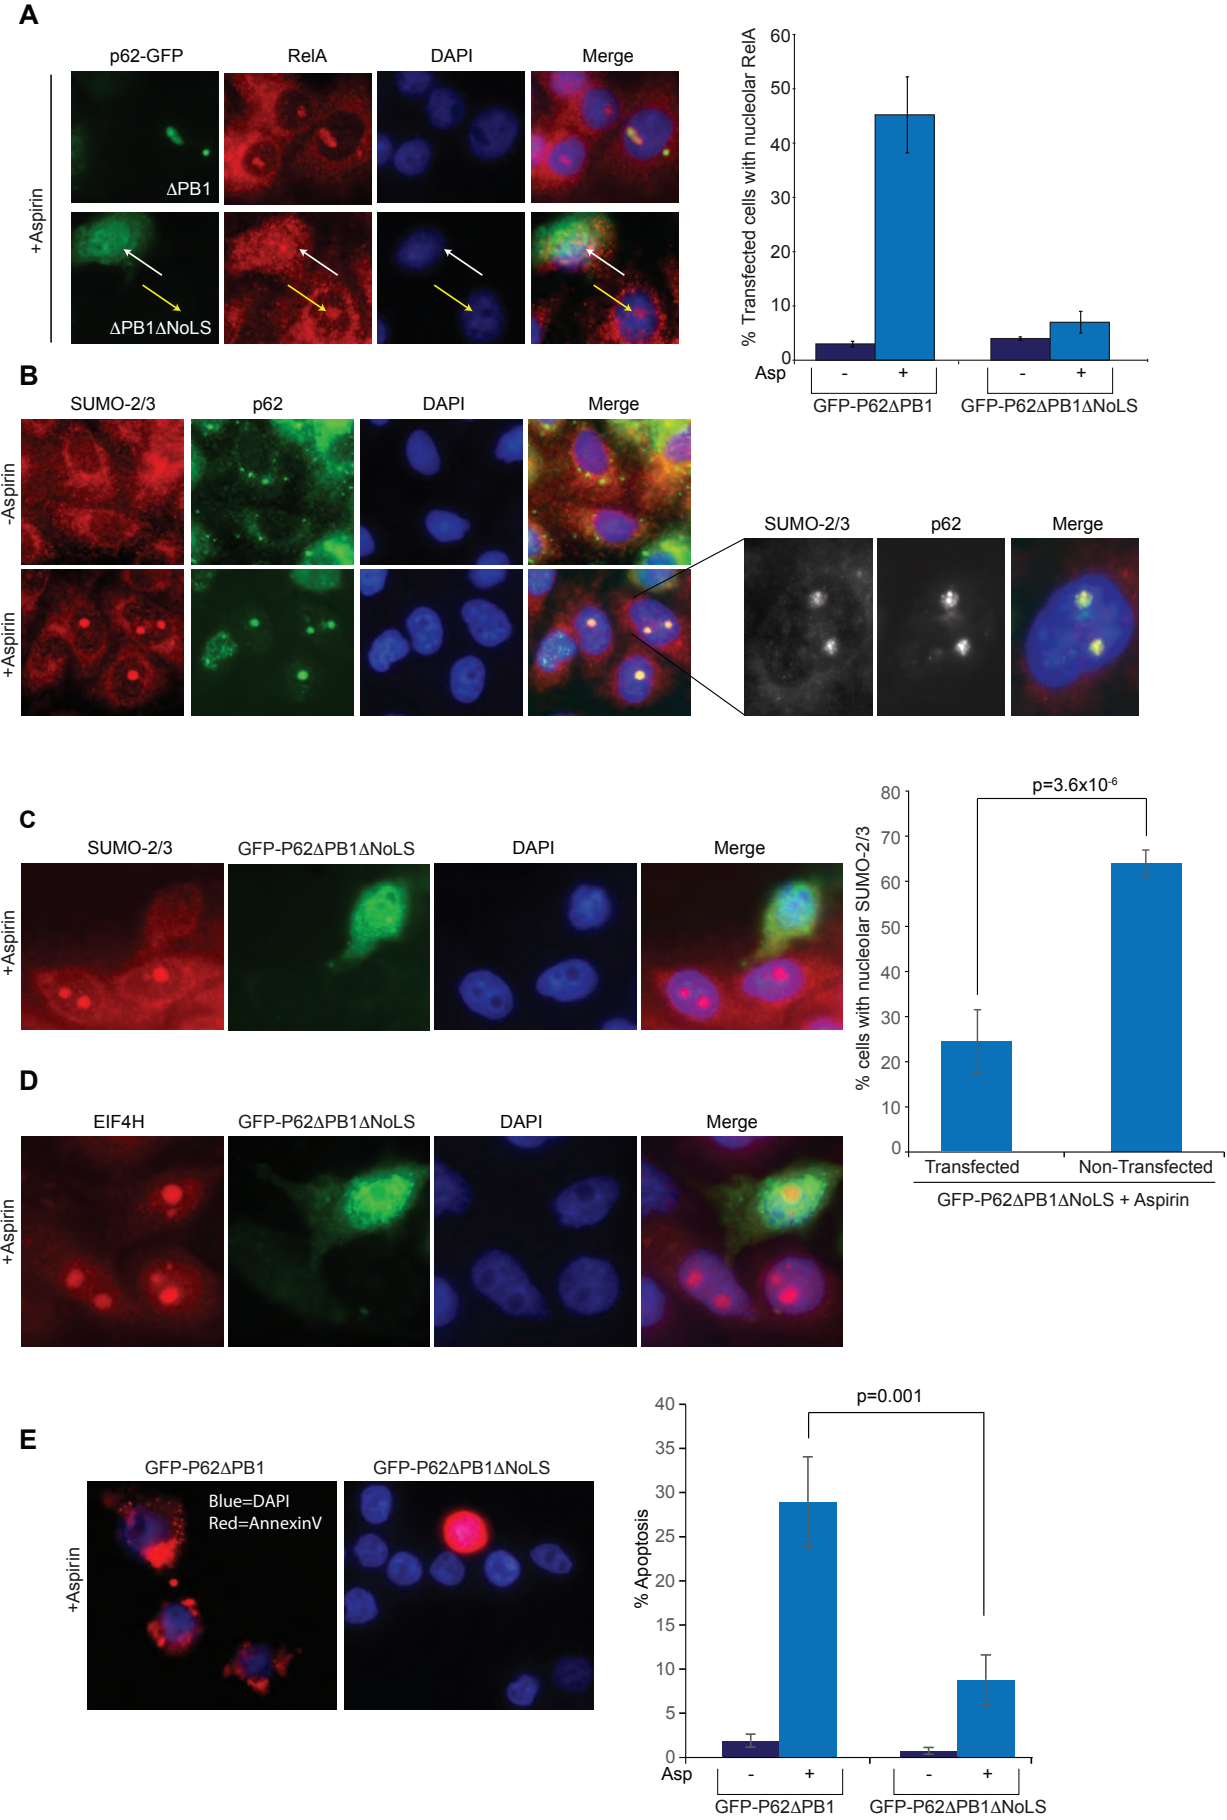 A
p62-GFP RelA DAPI Merge
+Aspirin
ΔPB1
ΔPB1ΔNoLS
% Transfected cells with nucleolar RelA
60
50
40
30
20
10
0
Asp - + - +
GFP-P62ΔPB1 GFP-P62ΔPB1ΔNoLS
B
SUMO-2/3 p62 DAPI Merge
-Aspirin
+Aspirin
SUMO-2/3 p62 Merge
C
SUMO-2/3 GFP-P62ΔPB1ΔNoLS DAPI Merge
+Aspirin
p=3.6x10-6
% cells with nucleolar SUMO-2/3
80
70
60
50
40
30
20
10
0
Transfected Non-Transfected
GFP-P62ΔPB1ΔNoLS + Aspirin
D
EIF4H GFP-P62ΔPB1ΔNoLS DAPI Merge
+Aspirin
E
GFP-P62ΔPB1 GFP-P62ΔPB1ΔNoLS
Blue=DAPI
Red=AnnexinV
+Aspirin
p=0.001
% Apoptosis
40
35
30
25
20
15
10
5
0
Asp - + - +
GFP-P62ΔPB1 GFP-P62ΔPB1ΔNoLS